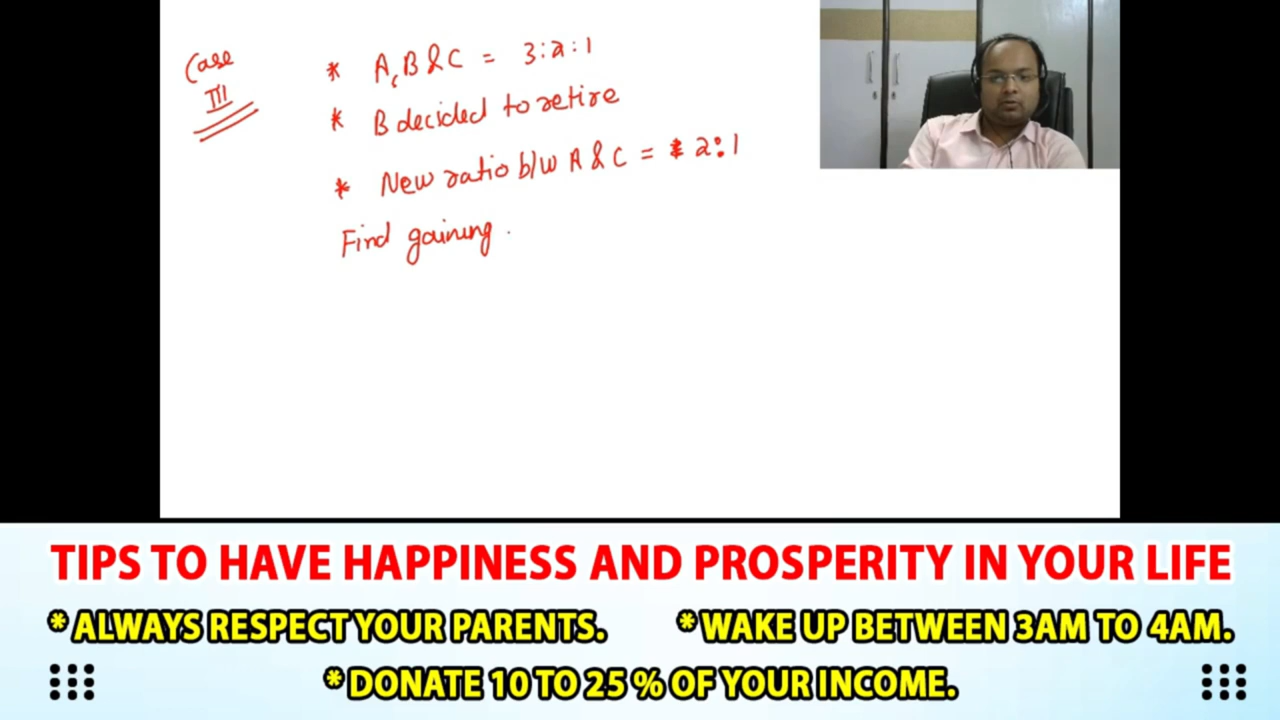 Case
III
* A, B & C = 3:2:1
* B decided to retire
* New ratio b/w A & C = 2:1
Find gaining.
TIPS TO HAVE HAPPINESS AND PROSPERITY IN YOUR LIFE
* ALWAYS RESPECT YOUR PARENTS. * WAKE UP BETWEEN 3AM TO 4AM.
* DONATE 10 TO 25 % OF YOUR INCOME.